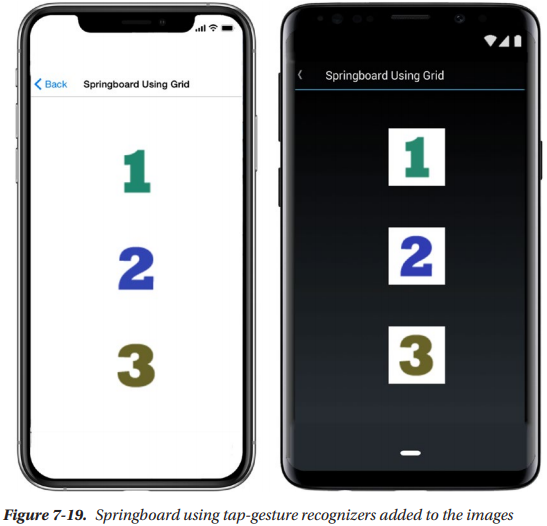 Back
Springboard Using Grid
1
2
3
Springboard Using Grid
1
2
3
Figure 7-19. Springboard using tap-gesture recognizers added to the images